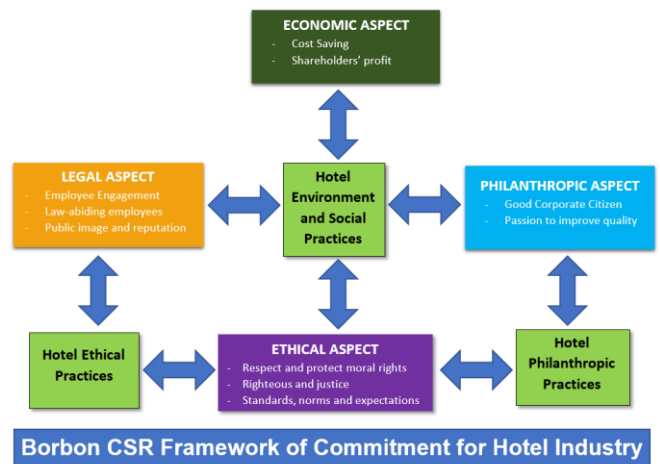 ECONOMIC ASPECT
- Cost Saving
- Shareholders' profit
LEGAL ASPECT
- Employee Engagement
- Law-abiding employees
- Public image and reputation
Hotel
Environment
and Social
Practices
PHILANTHROPIC ASPECT
- Good Corporate Citizen
- Passion to improve quality
Hotel Ethical
Practices
ETHICAL ASPECT
- Respect and protect moral rights
- Righteous and justice
- Standards, norms and expectations
Hotel
Philanthropic
Practices
Borbon CSR Framework of Commitment for Hotel Industry